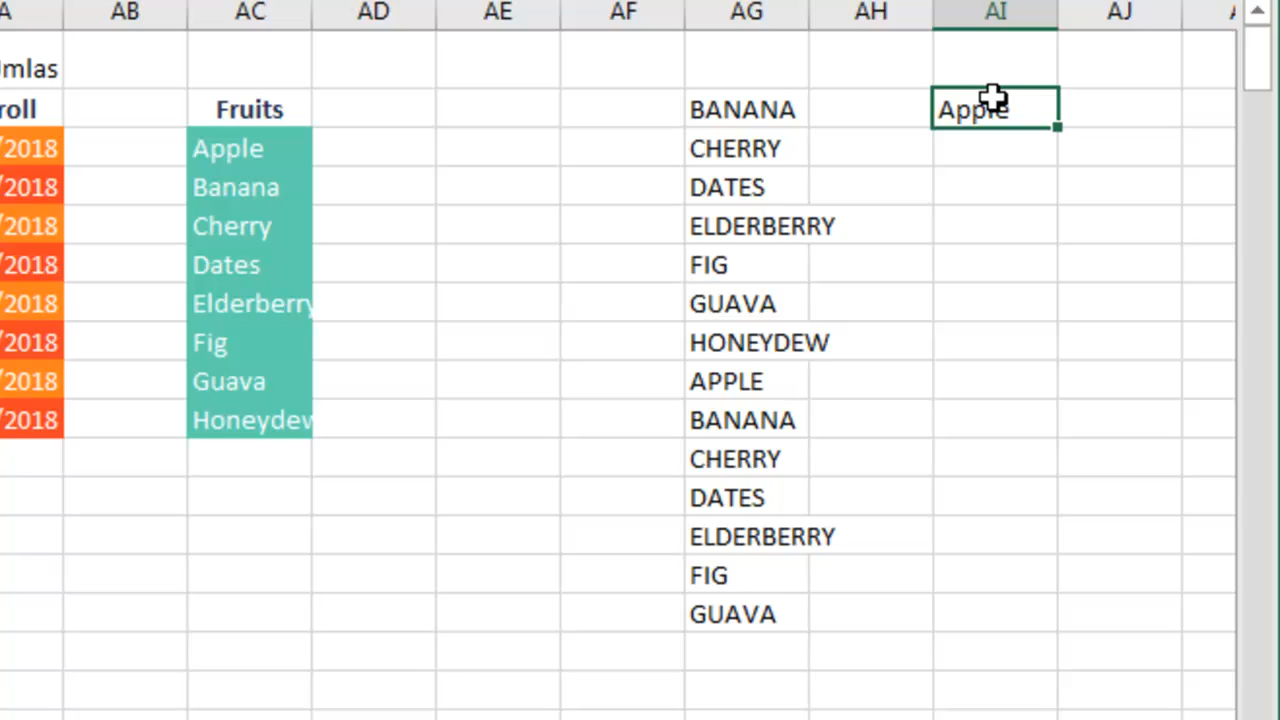 A AB AC AD AE AF AG AH AI AJ
mlas
roll Fruits BANANA Apple
/2018 Apple CHERRY
/2018 Banana DATES
/2018 Cherry ELDERBERRY
/2018 Dates FIG
/2018 Elderberry GUAVA
/2018 Fig HONEYDEW
/2018 Guava APPLE
/2018 Honeydew BANANA
CHERRY
DATES
ELDERBERRY
FIG
GUAVA